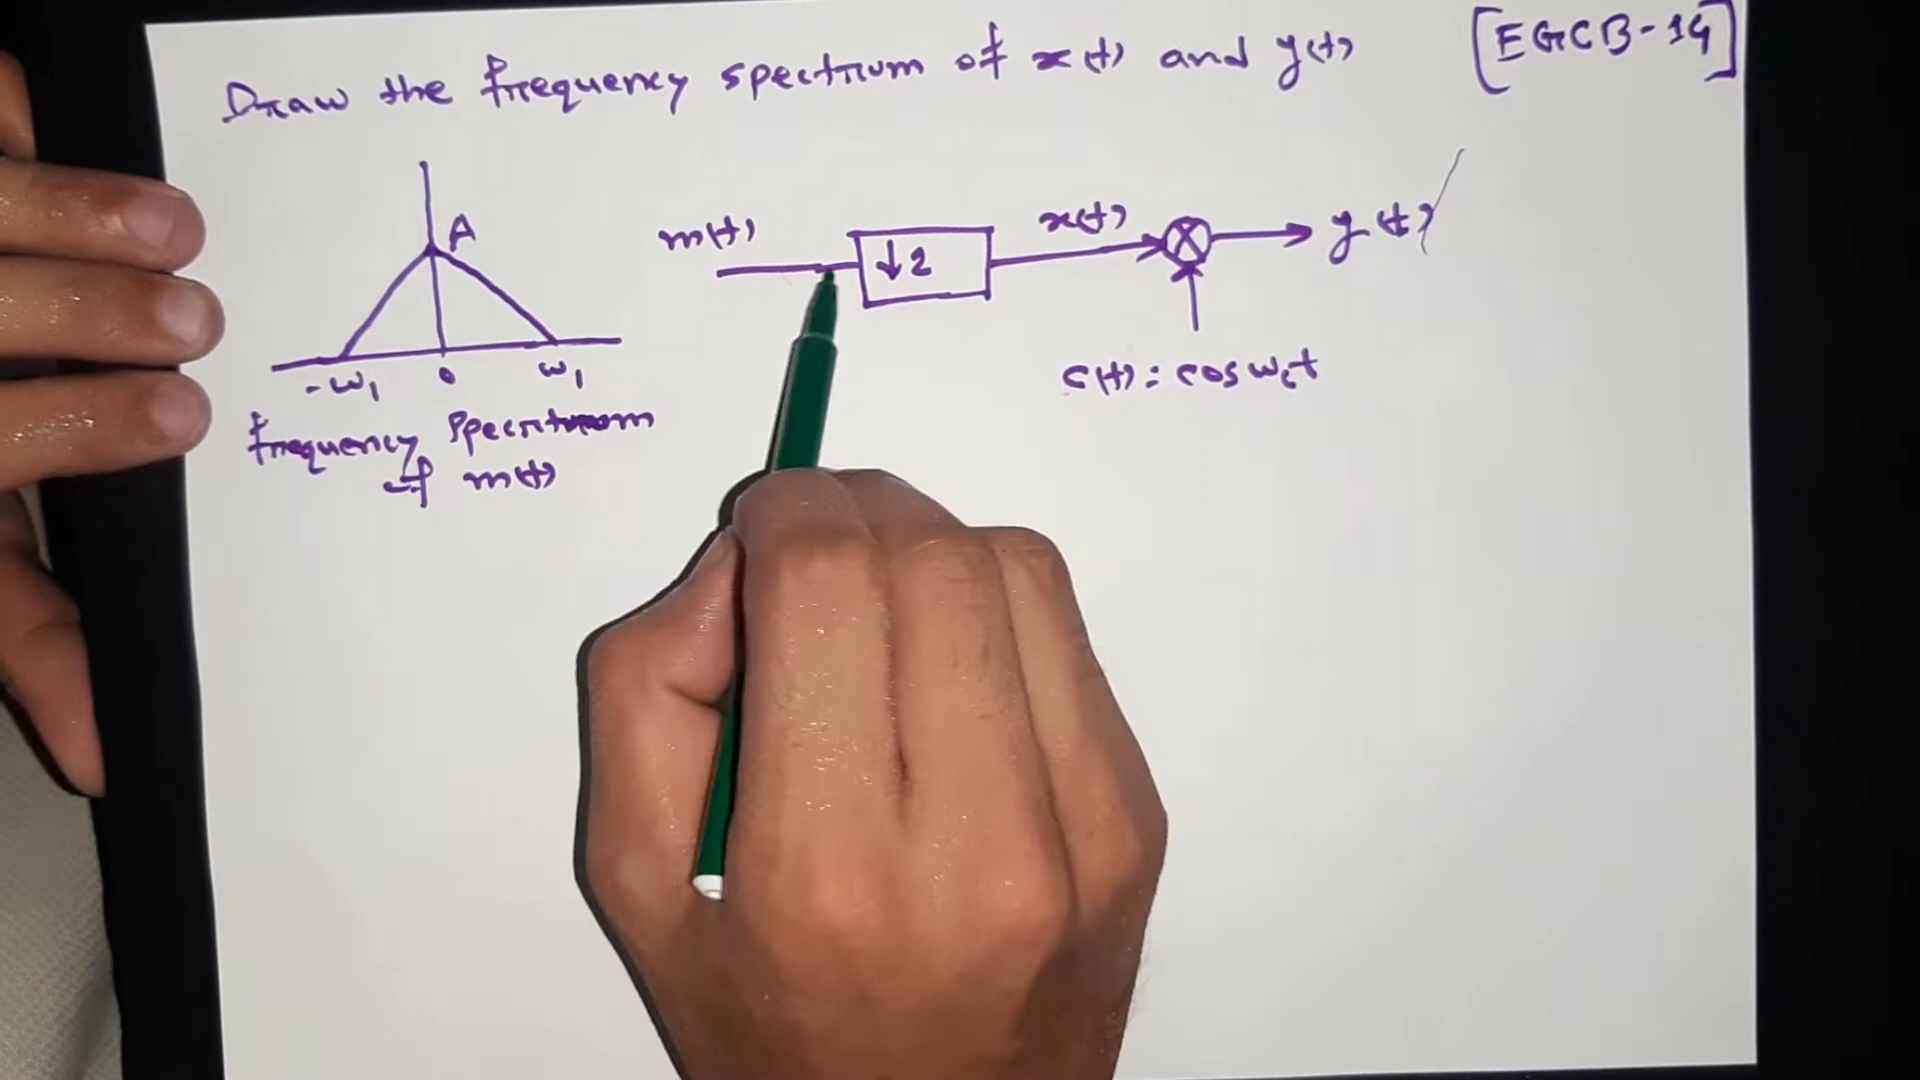 Draw the frequency spectrum of x(t) and y(t) [EGCB-14]
A
-ω₁ 0 ω₁
frequency spectrum
of m(t)
m(t) ↓2 x(t) y(t)
c(t) = cos ωct